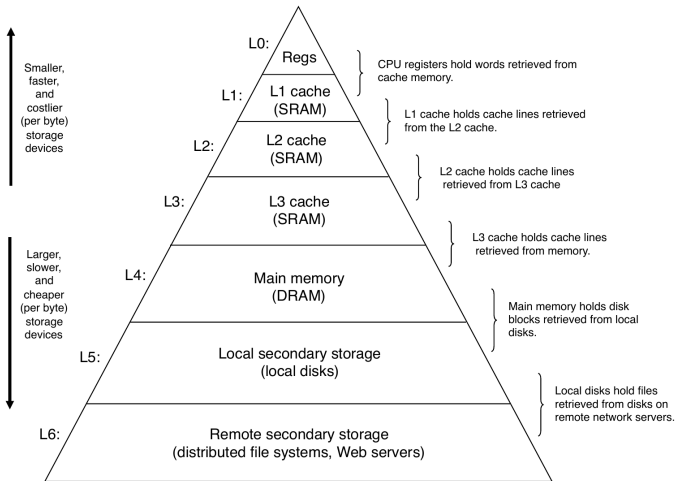 L0:
Regs
CPU registers hold words retrieved from
cache memory.
Smaller,
faster,
and
costlier
(per byte)
storage
devices
L1:
L1 cache
(SRAM)
L1 cache holds cache lines retrieved
from the L2 cache.
L2:
L2 cache
(SRAM)
L2 cache holds cache lines
retrieved from L3 cache
L3:
L3 cache
(SRAM)
L3 cache holds cache lines
retrieved from memory.
Larger,
slower,
and
cheaper
(per byte)
storage
devices
L4:
Main memory
(DRAM)
Main memory holds disk
blocks retrieved from local
disks.
L5:
Local secondary storage
(local disks)
Local disks hold files
retrieved from disks on
remote network servers.
L6:
Remote secondary storage
(distributed file systems, Web servers)